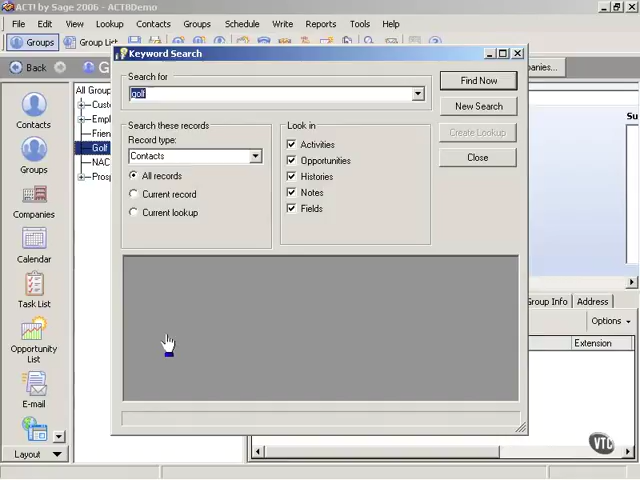 ACT! by Sage 2006 - ACT8Demo
File Edit View Lookup Contacts Groups Schedule Write Reports Tools Help
Groups Group List
Back
Keyword Search
Search for
golf
Find Now
New Search
Create Lookup
Close
Search these records
Record type:
Contacts
All records
Current record
Current lookup
Look in
Activities
Opportunities
Histories
Notes
Fields
All Group
Friend
Golf
Contacts
Groups
Companies
Calendar
Task List
Opportunity
List
E-mail
Layout
Address
Options
Extension
VTC